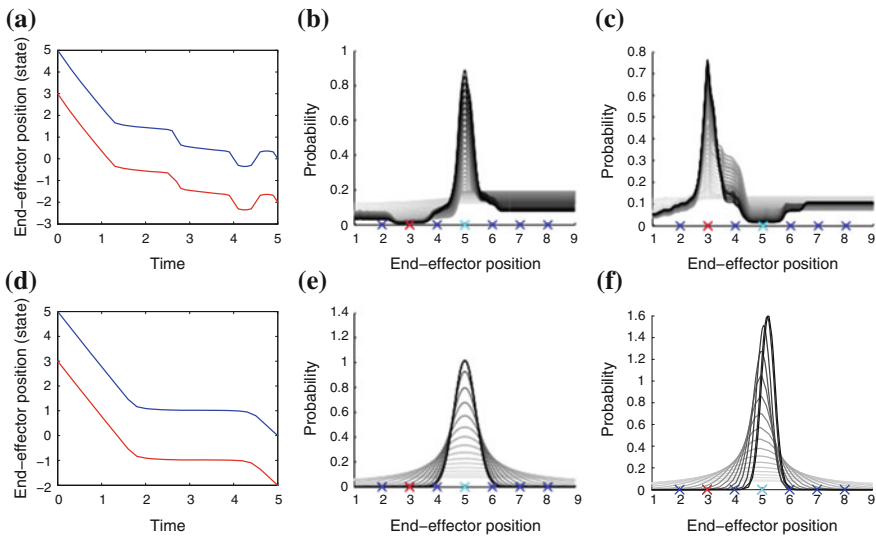 (a)
End−effector position (state)
5
4
3
2
1
0
−1
−2
−3
0 1 2 3 4 5
Time
(b)
Probability
1
0.8
0.6
0.4
0.2
0
1 2 3 4 5 6 7 8 9
End−effector position
(c)
Probability
0.8
0.7
0.6
0.5
0.4
0.3
0.2
0.1
0
1 2 3 4 5 6 7 8 9
End−effector position
(d)
End−effector position (state)
5
4
3
2
1
0
−1
−2
0 1 2 3 4 5
Time
(e)
Probability
1.4
1.2
1
0.8
0.6
0.4
0.2
0
1 2 3 4 5 6 7 8 9
End−effector position
(f)
Probability
1.6
1.4
1.2
1
0.8
0.6
0.4
0.2
0
1 2 3 4 5 6 7 8 9
End−effector position